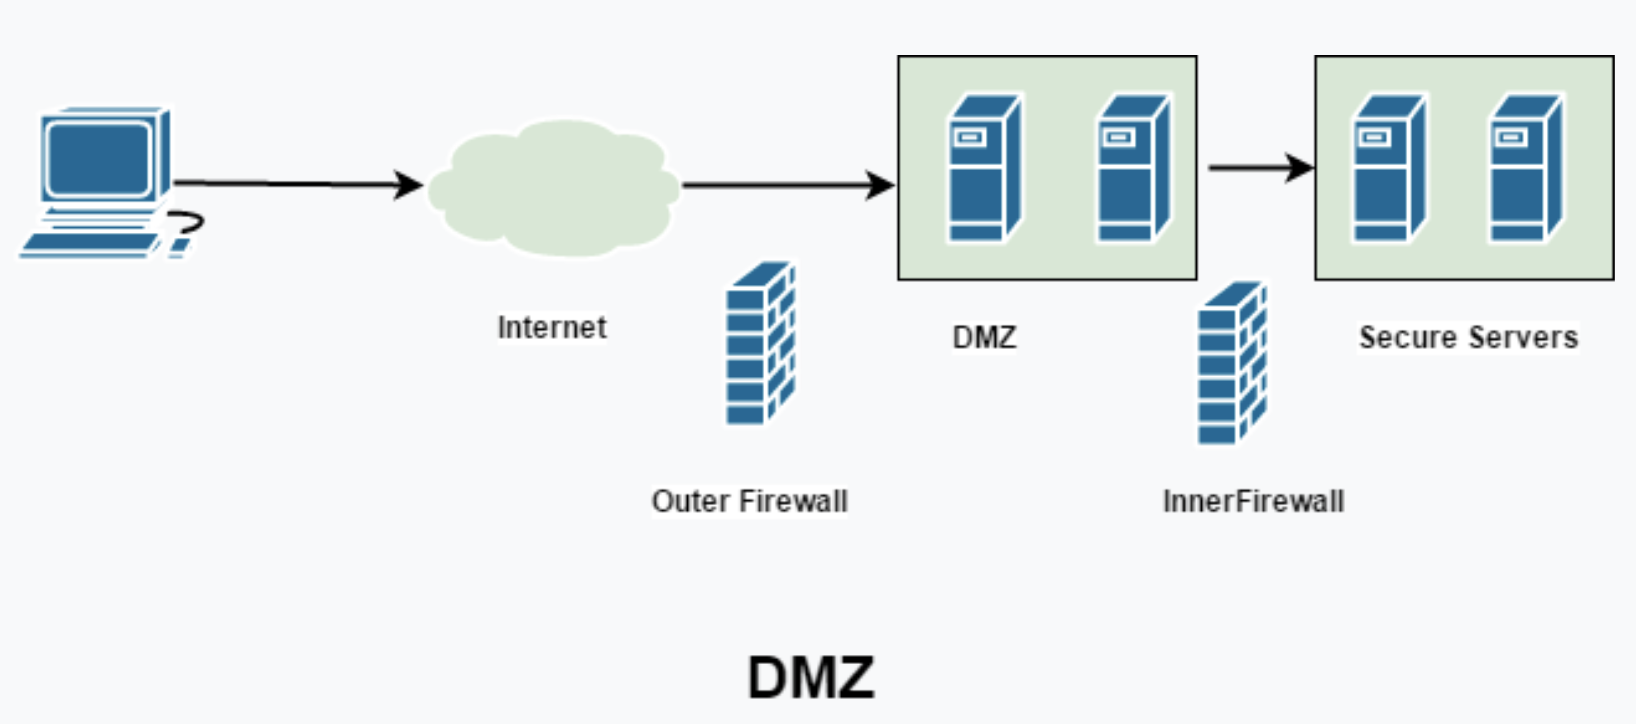 Internet
DMZ
Secure Servers
Outer Firewall
InnerFirewall
DMZ